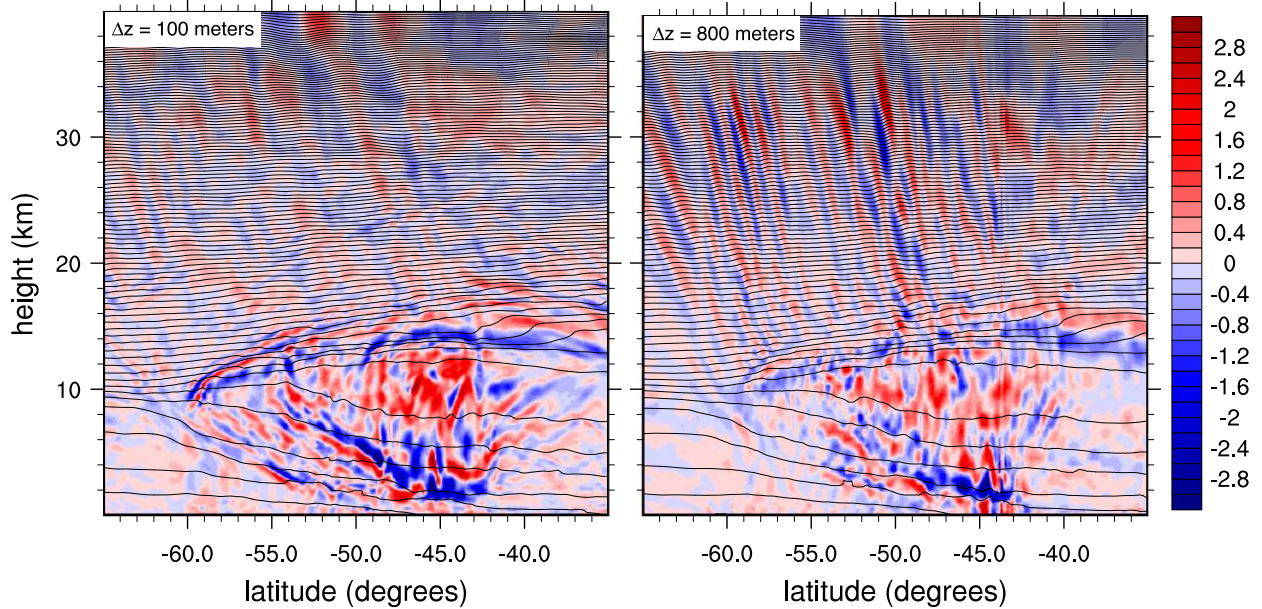 Δz = 100 meters
Δz = 800 meters
height (km)
30
20
10
-60.0 -55.0 -50.0 -45.0 -40.0
latitude (degrees)
-60.0 -55.0 -50.0 -45.0 -40.0
latitude (degrees)
2.8
2.4
2
1.6
1.2
0.8
0.4
0
-0.4
-0.8
-1.2
-1.6
-2
-2.4
-2.8